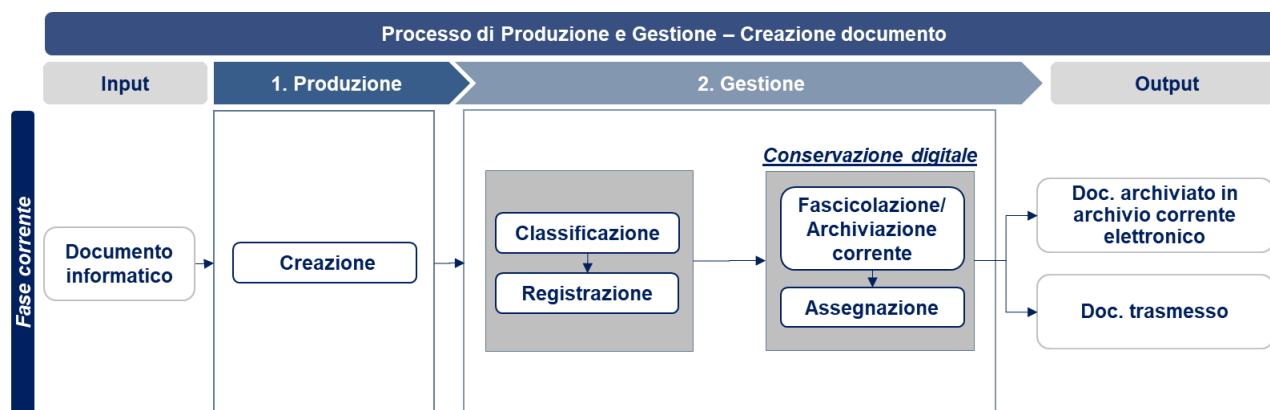 Processo di Produzione e Gestione – Creazione documento
Input
1. Produzione
2. Gestione
Output
Fase corrente
Documento
informatico
Creazione
Classificazione
Registrazione
Conservazione digitale
Fascicolazione/
Archiviazione
corrente
Assegnazione
Doc. archiviato in
archivio corrente
elettronico
Doc. trasmesso